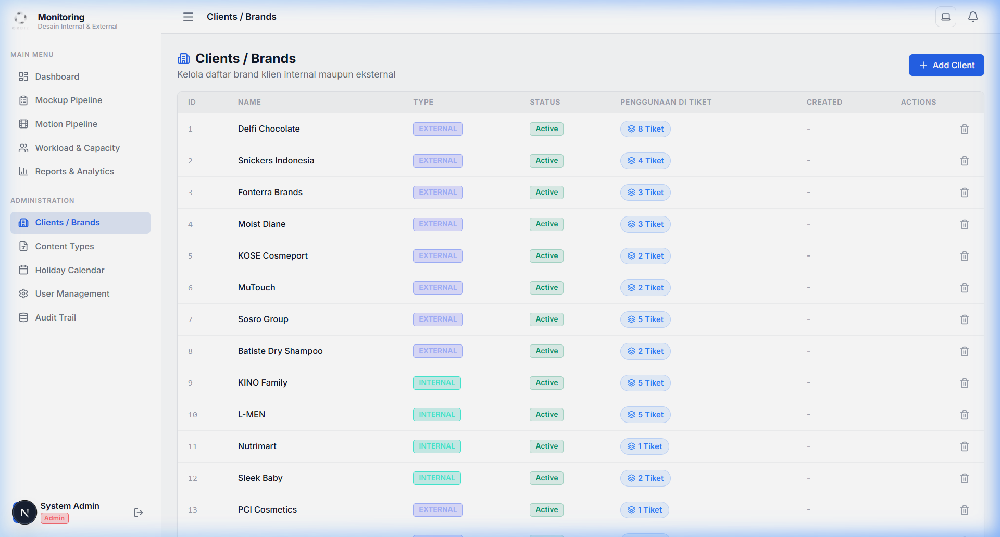 Monitoring
Desain Internal & External
ORBIT
MAIN MENU
Dashboard
Mockup Pipeline
Motion Pipeline
Workload & Capacity
Reports & Analytics
ADMINISTRATION
Clients / Brands
Content Types
Holiday Calendar
User Management
Audit Trail
N
System Admin
Admin
Clients / Brands
Clients / Brands
Kelola daftar brand klien internal maupun eksternal
+ Add Client
ID NAME TYPE STATUS PENGGUNAAN DI TIKET CREATED ACTIONS
1 Delfi Chocolate EXTERNAL Active 8 Tiket -
2 Snickers Indonesia EXTERNAL Active 4 Tiket -
3 Fonterra Brands EXTERNAL Active 3 Tiket -
4 Moist Diane EXTERNAL Active 3 Tiket -
5 KOSE Cosmeport EXTERNAL Active 2 Tiket -
6 MuTouch EXTERNAL Active 2 Tiket -
7 Sosro Group EXTERNAL Active 5 Tiket -
8 Batiste Dry Shampoo EXTERNAL Active 2 Tiket -
9 KINO Family INTERNAL Active 5 Tiket -
10 L-MEN INTERNAL Active 5 Tiket -
11 Nutrimart INTERNAL Active 1 Tiket -
12 Sleek Baby INTERNAL Active 2 Tiket -
13 PCI Cosmetics EXTERNAL Active 1 Tiket -